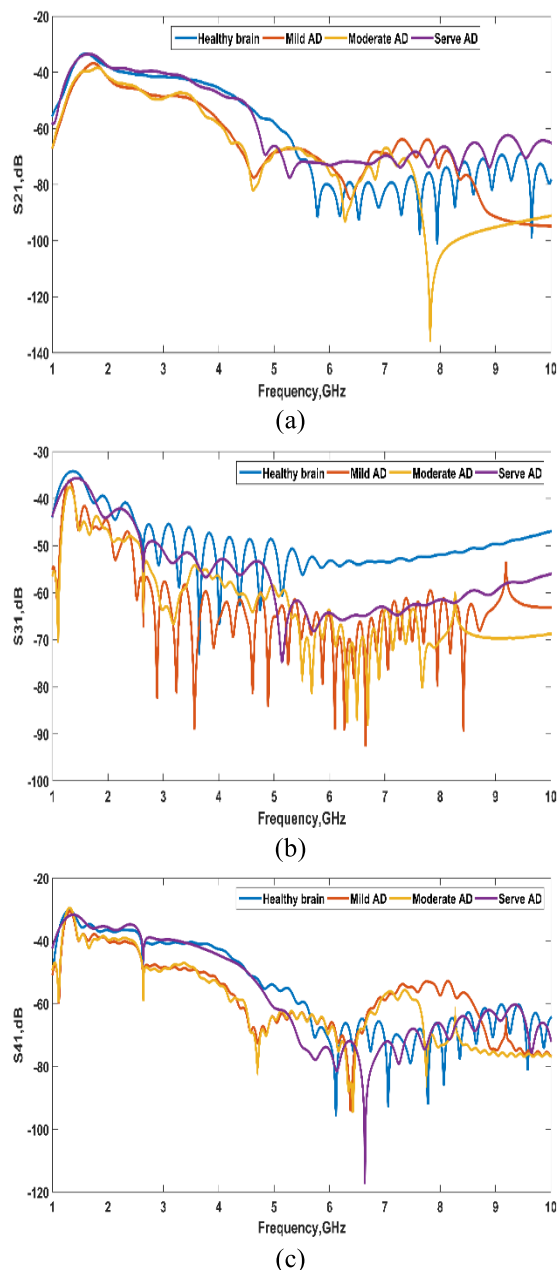 -20
Healthy brain Mild AD Moderate AD Serve AD
-40
-60
-80
-100
-120
-140
S21,dB
1 2 3 4 5 6 7 8 9 10
Frequency,GHz
(a)
-30
Healthy brain Mild AD Moderate AD Serve AD
-40
-50
-60
-70
-80
-90
-100
S31,dB
1 2 3 4 5 6 7 8 9 10
Frequency,GHz
(b)
-20
Healthy brain Mild AD Moderate AD Serve AD
-40
-60
-80
-100
-120
S41,dB
1 2 3 4 5 6 7 8 9 10
Frequency,GHz
(c)